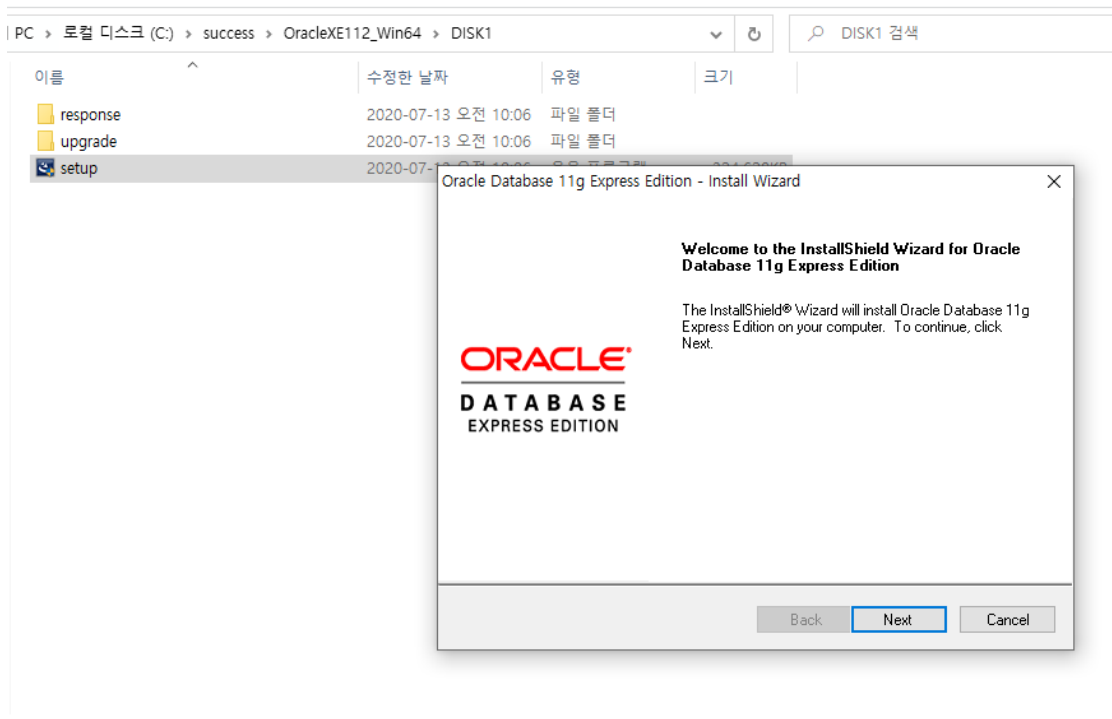 PC > 로컬 디스크 (C:) > success > OracleXE112_Win64 > DISK1
DISK1 검색
이름
수정한 날짜
유형
크기
response
2020-07-13 오전 10:06
파일 폴더
upgrade
2020-07-13 오전 10:06
파일 폴더
setup
2020-07-
Oracle Database 11g Express Edition - Install Wizard
Welcome to the InstallShield Wizard for Oracle
Database 11g Express Edition
The InstallShield® Wizard will install Oracle Database 11g
Express Edition on your computer. To continue, click
Next.
ORACLE
DATABASE
EXPRESS EDITION
Back
Next
Cancel